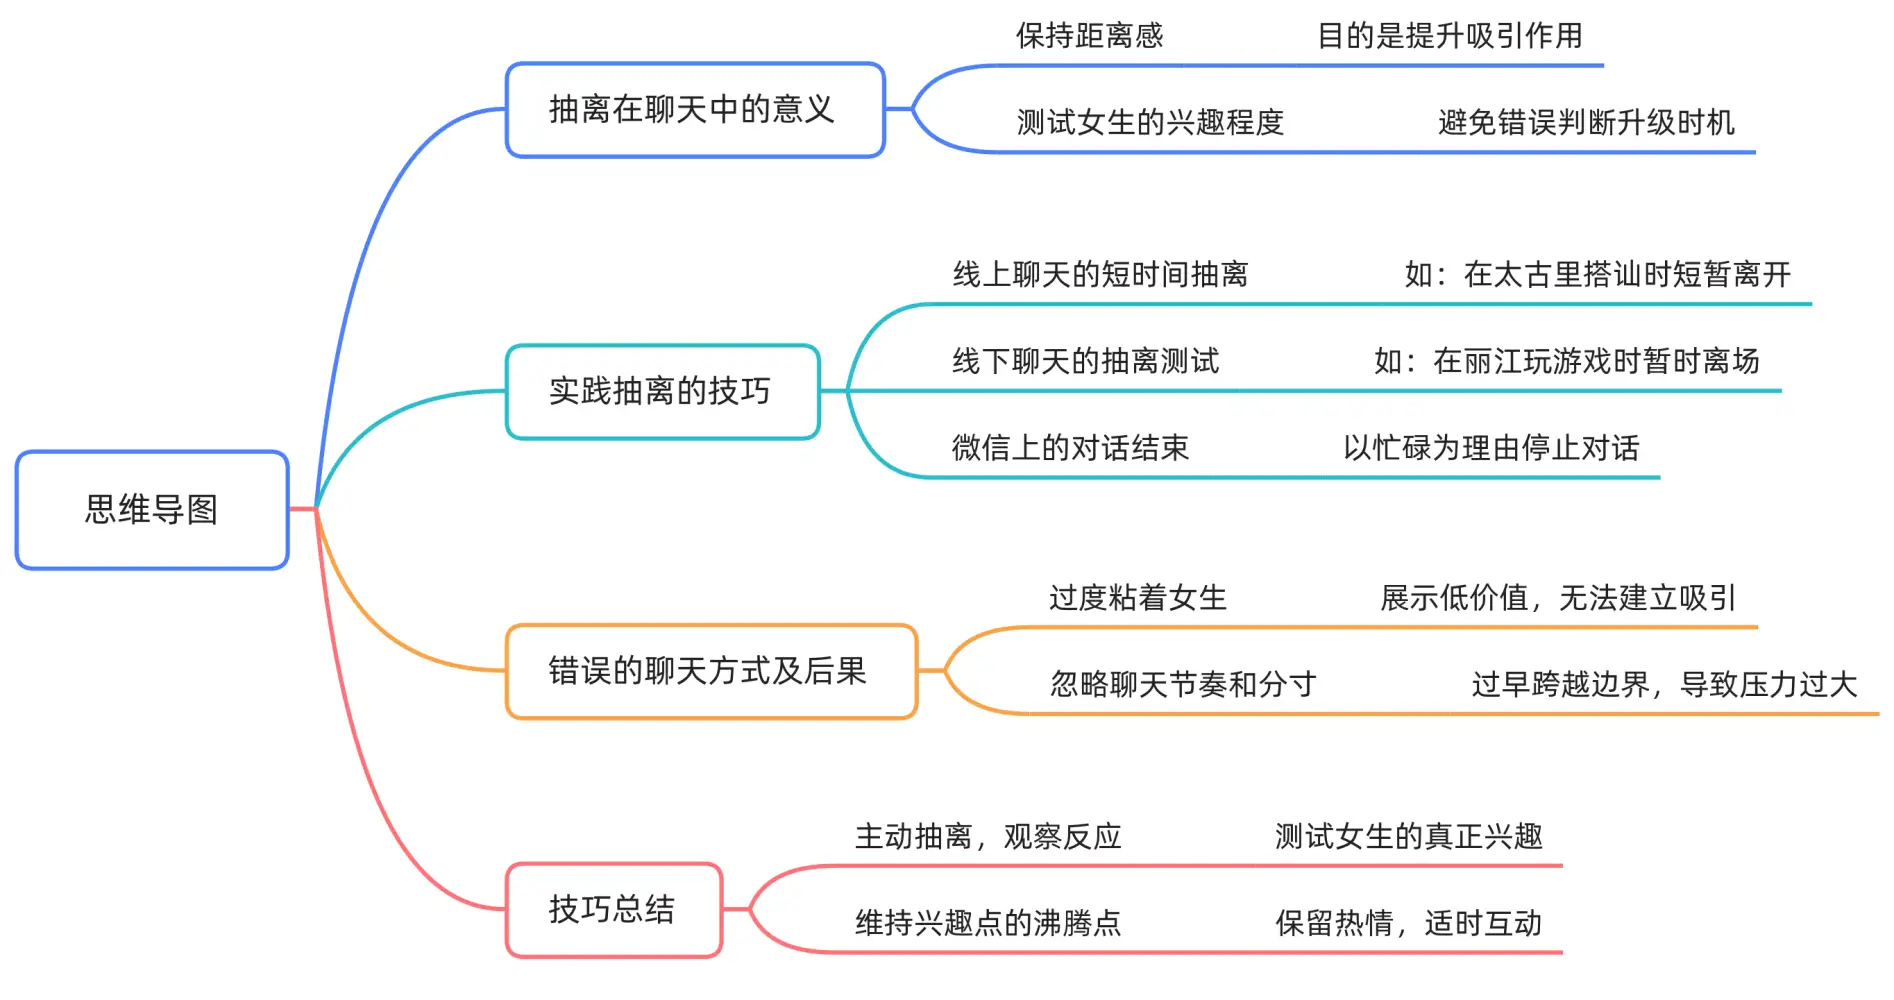 思维导图
抽离在聊天中的意义
保持距离感 目的是提升吸引作用
测试女生的兴趣程度 避免错误判断升级时机
实践抽离的技巧
线上聊天的短时间抽离 如：在太古里搭讪时短暂离开
线下聊天的抽离测试 如：在丽江玩游戏时暂时离场
微信上的对话结束 以忙碌为理由停止对话
错误的聊天方式及后果
过度粘着女生 展示低价值，无法建立吸引
忽略聊天节奏和分寸 过早跨越边界，导致压力过大
技巧总结
主动抽离，观察反应 测试女生的真正兴趣
维持兴趣点的沸腾点 保留热情，适时互动